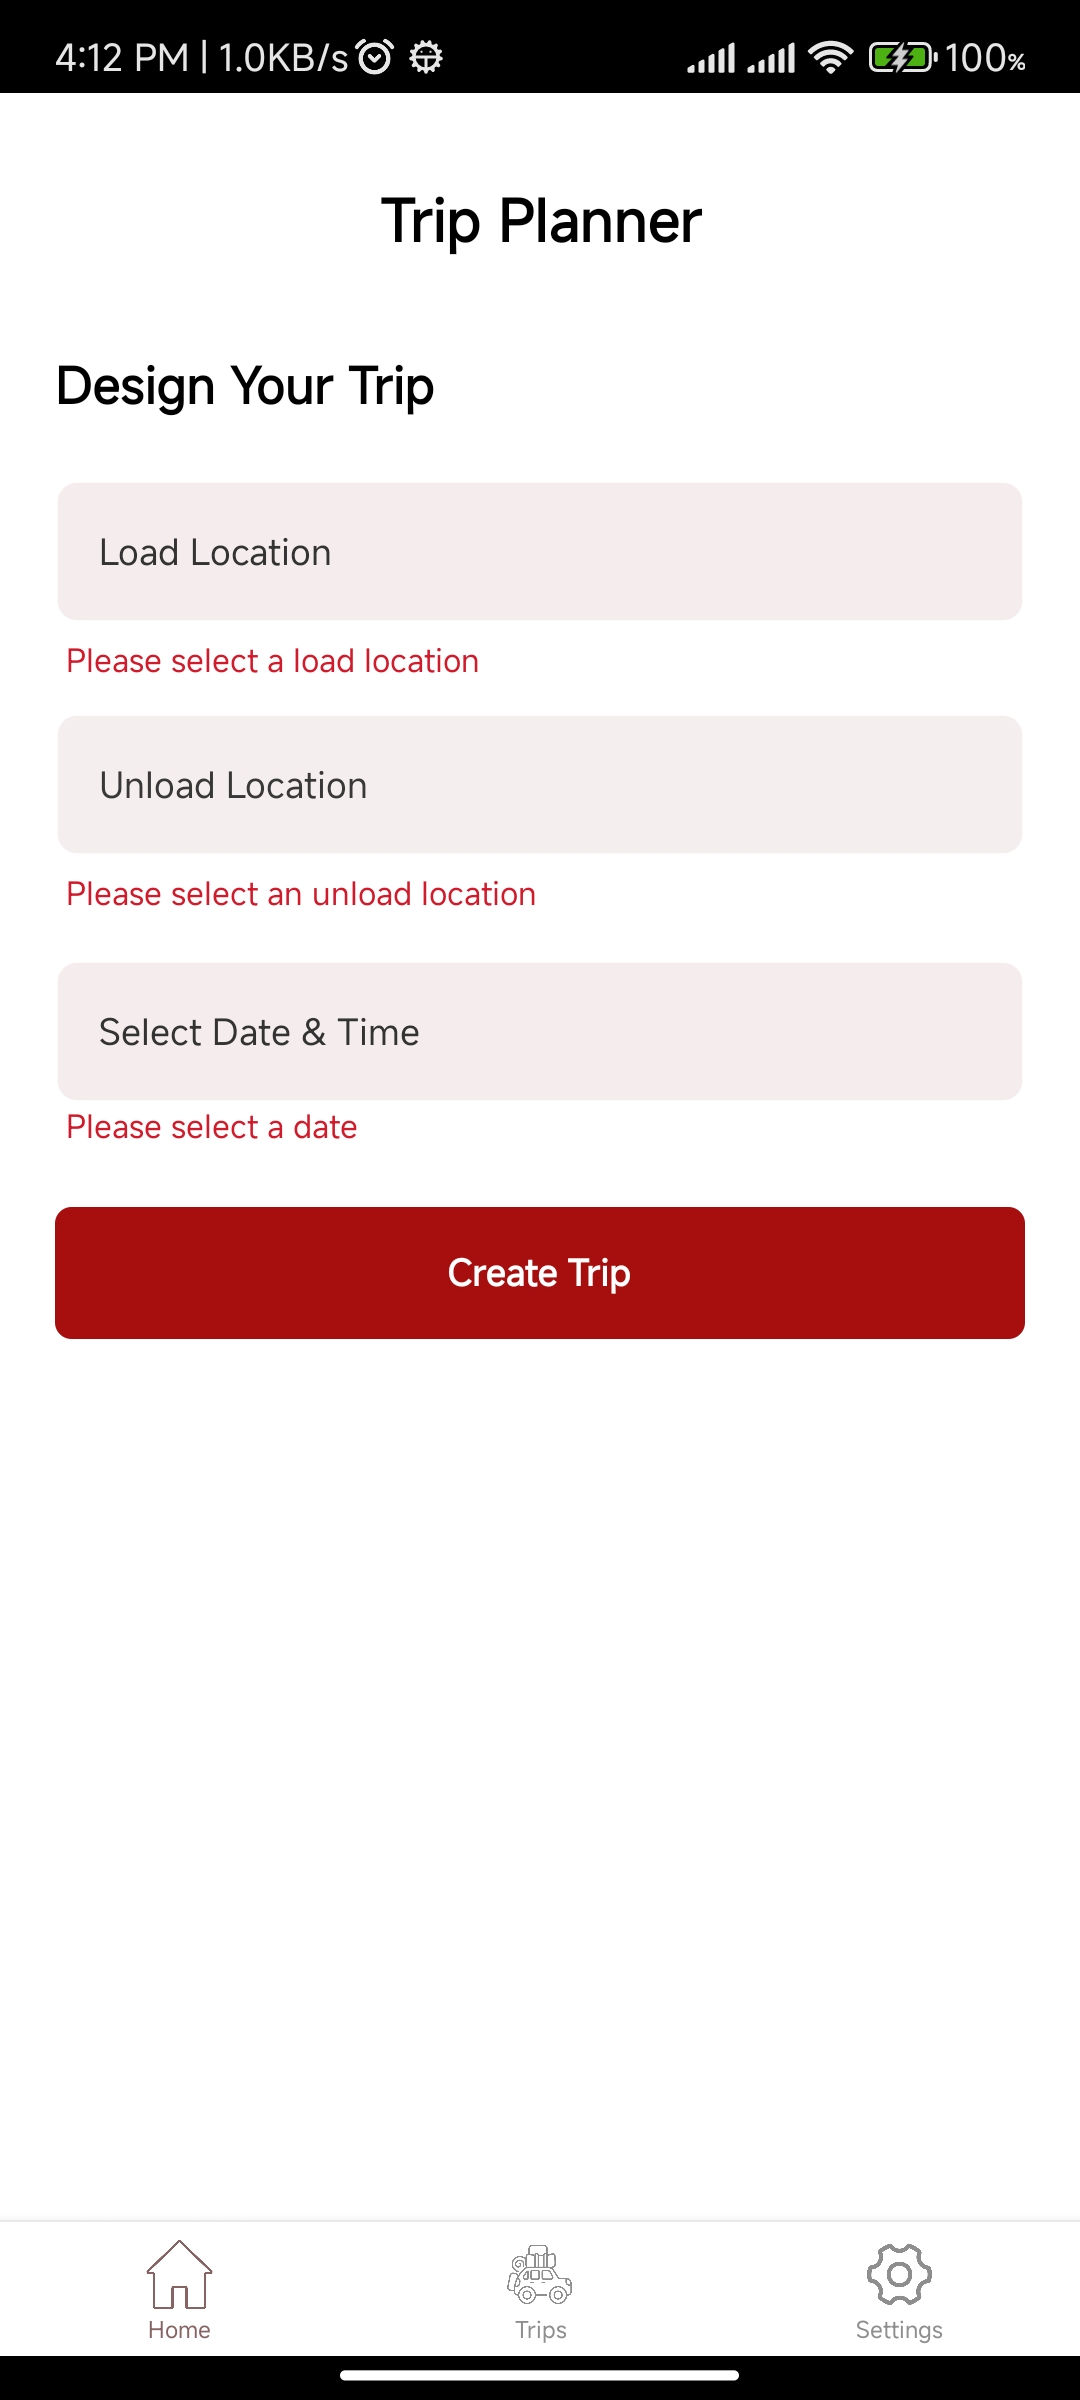 4:12 PM | 1.0KB/s 100%
Trip Planner
Design Your Trip
Load Location
Please select a load location
Unload Location
Please select an unload location
Select Date & Time
Please select a date
Create Trip
Home Trips Settings